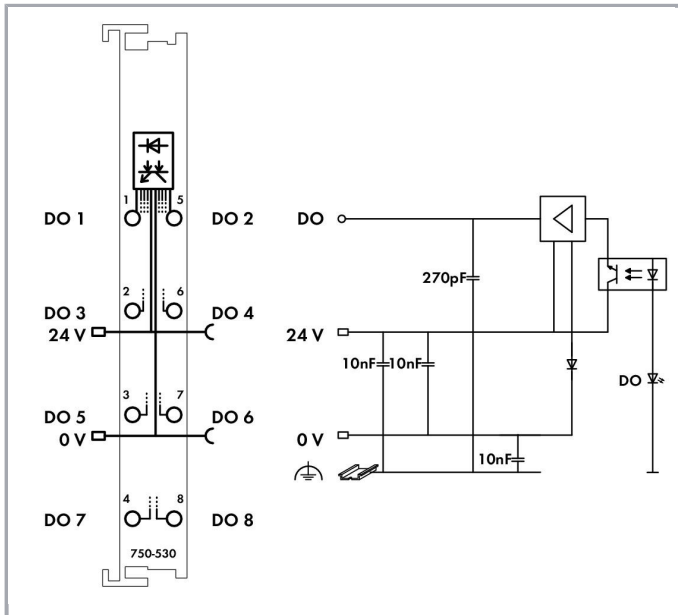 1 5
DO 1 DO 2 DO
270pF
2 6
DO 3 DO 4
24 V 24 V
10nF 10nF
DO
3 7
DO 5 DO 6
0 V 0 V
10nF
4 8
DO 7 DO 8
750-530